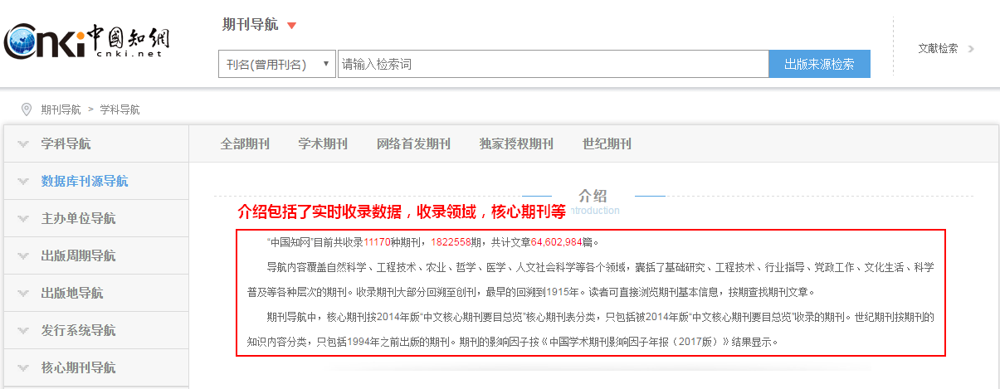 期刊导航
Cnki中國知網
cnki.net
刊名(曾用刊名)
请输入检索词
出版来源检索
文献检索
期刊导航 > 学科导航
学科导航
全部期刊 学术期刊 网络首发期刊 独家授权期刊 世纪期刊
数据库刊源导航
介绍
介绍包括了实时收录数据，收录领域，核心期刊等
ntroduction
主办单位导航
出版周期导航
出版地导航
发行系统导航
核心期刊导航
“中国知网”目前共收录11170种期刊，1822558期，共计文章64,602,984篇。
导航内容覆盖自然科学、工程技术、农业、哲学、医学、人文社会科学等各个领域，囊括了基础研究、工程技术、行业指导、党政工作、文化生活、科学
普及等各种层次的期刊。收录期刊大部分回溯至创刊，最早的回溯到1915年。读者可直接浏览期刊基本信息，按期查找期刊文章。
期刊导航中，核心期刊按2014年版“中文核心期刊要目总览”核心期刊表分类，只包括被2014年版“中文核心期刊要目总览”收录的期刊。世纪期刊按期刊的
知识内容分类，只包括1994年之前出版的期刊。期刊的影响因子按《中国学术期刊影响因子年报（2017版）》结果显示。